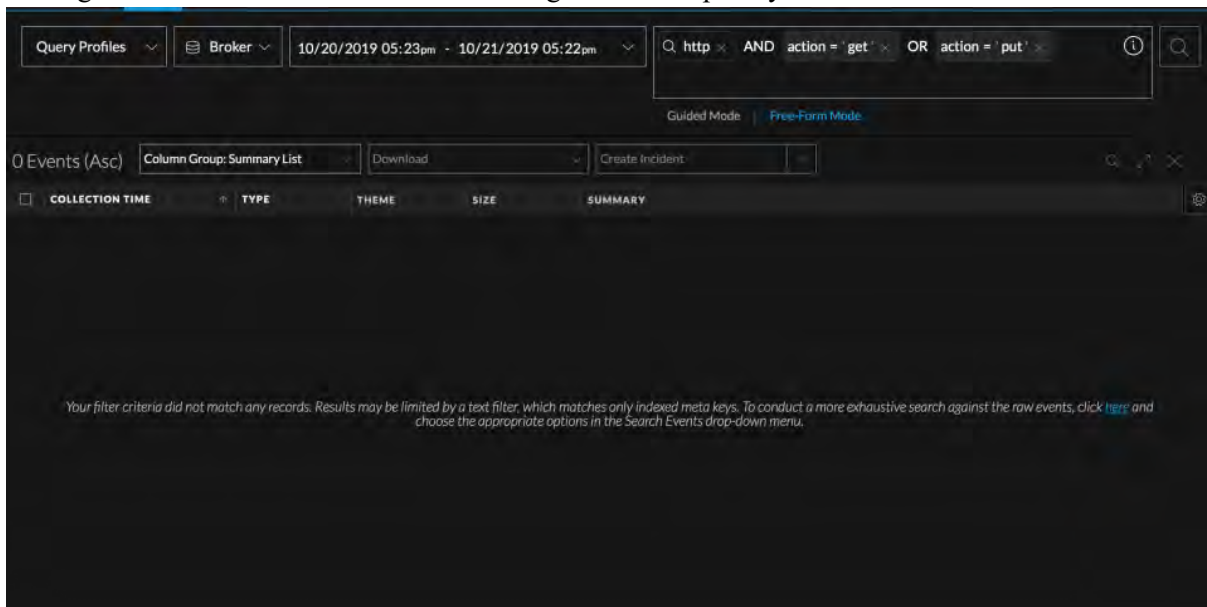 Query Profiles Broker 10/20/2019 05:23pm - 10/21/2019 05:22pm http × AND action = 'get' × OR action = 'put' ×
Guided Mode | Free-Form Mode
0 Events (Asc) Column Group: Summary List Download Create Incident
COLLECTION TIME TYPE THEME SIZE SUMMARY
Your filter criteria did not match any records. Results may be limited by a text filter, which matches only indexed meta keys. To conduct a more exhaustive search against the raw events, click here and
choose the appropriate options in the Search Events drop-down menu.